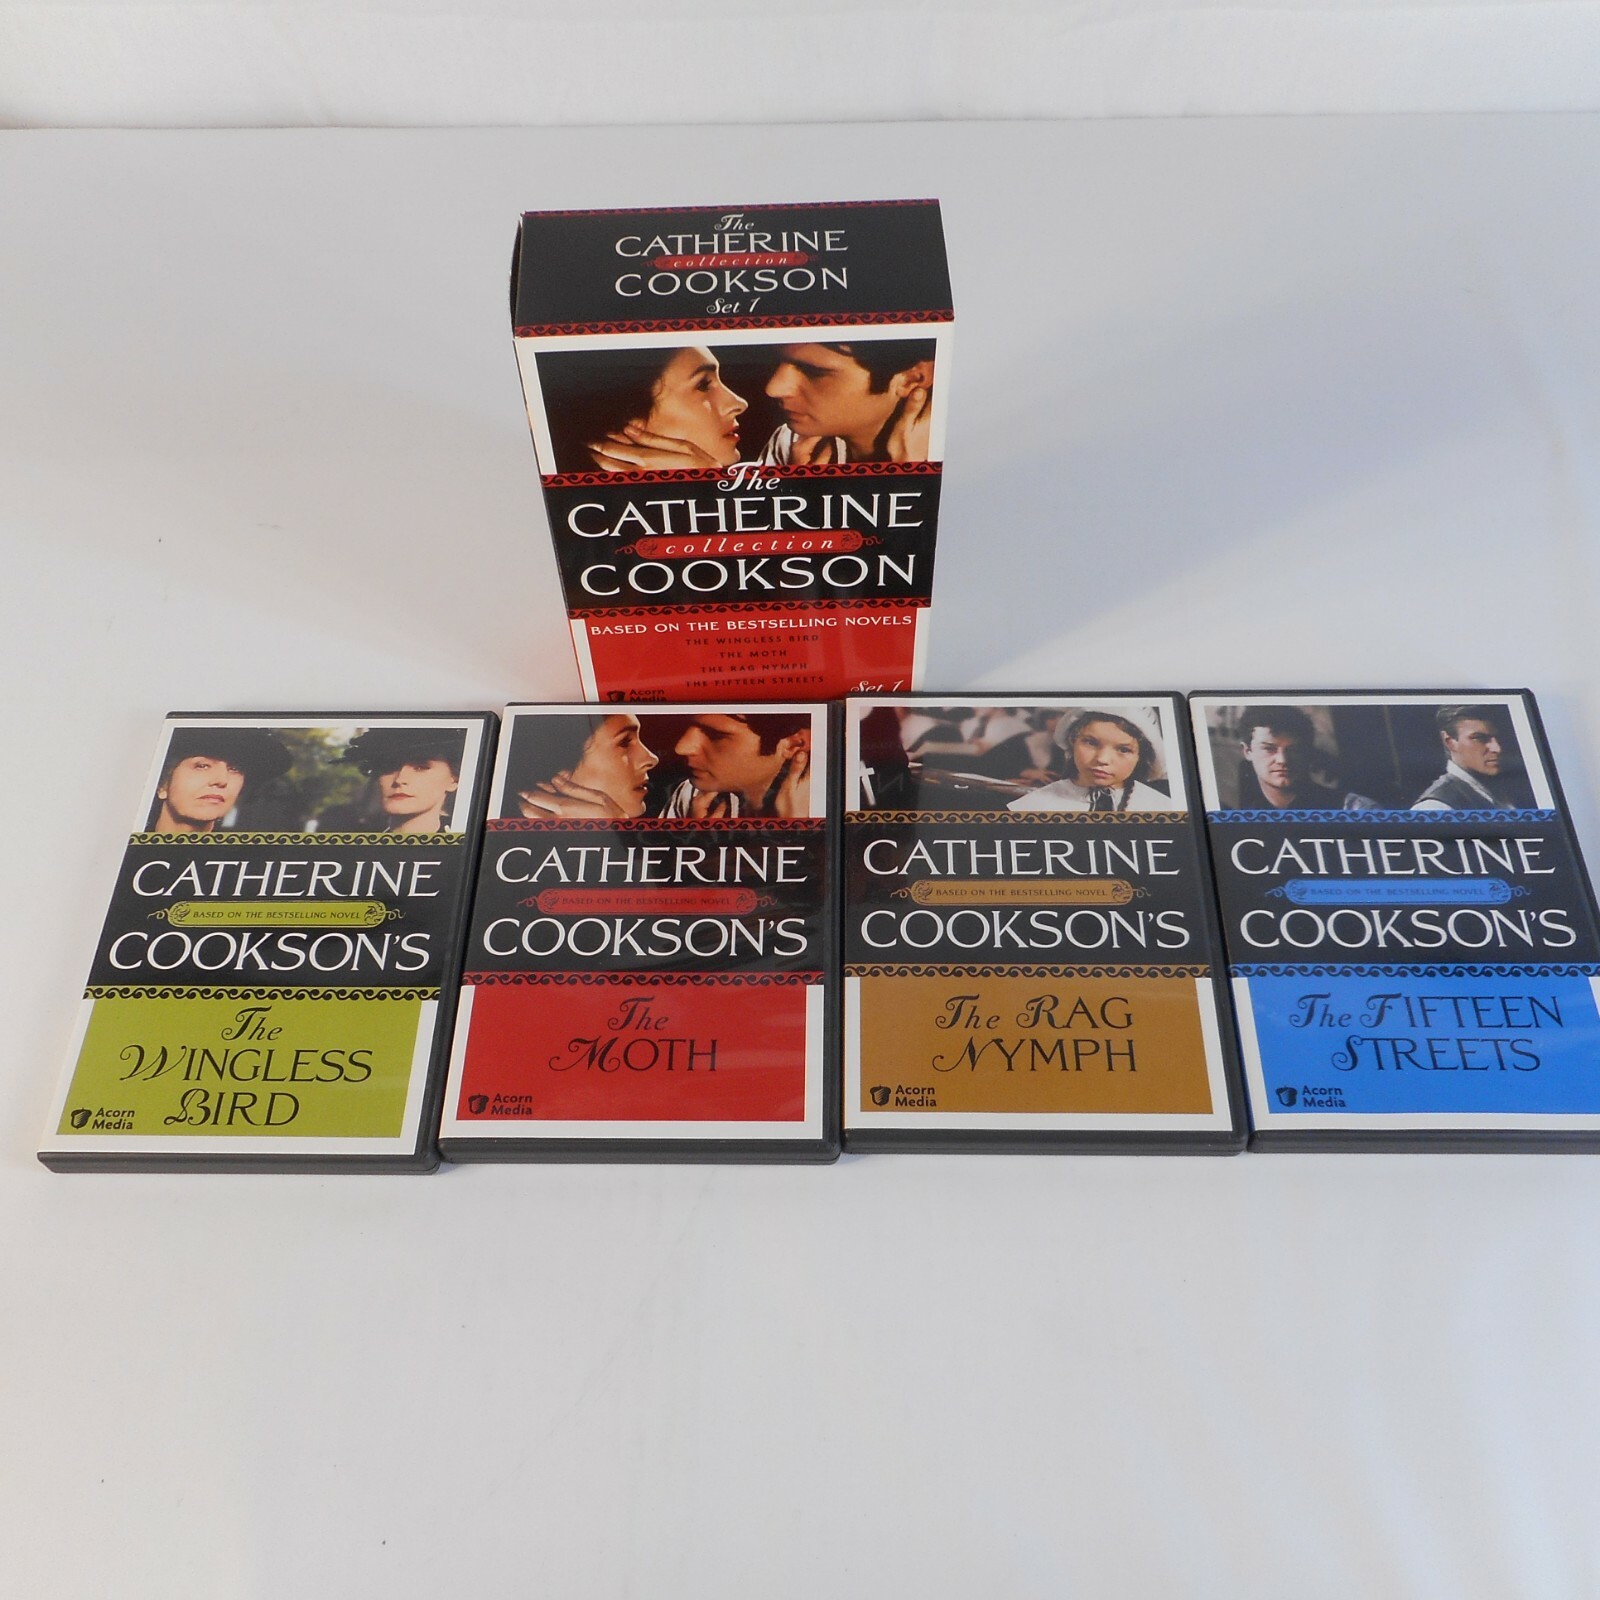 The
CATHERINE
collection
COOKSON
Set 1
The
CATHERINE
collection
COOKSON
BASED ON THE BESTSELLING NOVELS
THE WINGLESS BIRD
THE MOTH
THE RAG NYMPH
THE FIFTEEN STREETS
Acorn
Media
Set 1
CATHERINE
BASED ON THE BESTSELLING NOVEL
COOKSON'S
The
WINGLESS
BIRD
Acorn
Media
CATHERINE
BASED ON THE BESTSELLING NOVEL
COOKSON'S
The
MOTH
Acorn
Media
CATHERINE
BASED ON THE BESTSELLING NOVEL
COOKSON'S
The RAG
NYMPH
Acorn
Media
CATHERINE
BASED ON THE BESTSELLING NOVEL
COOKSON'S
The FIFTEEN
STREETS
Acorn
Media